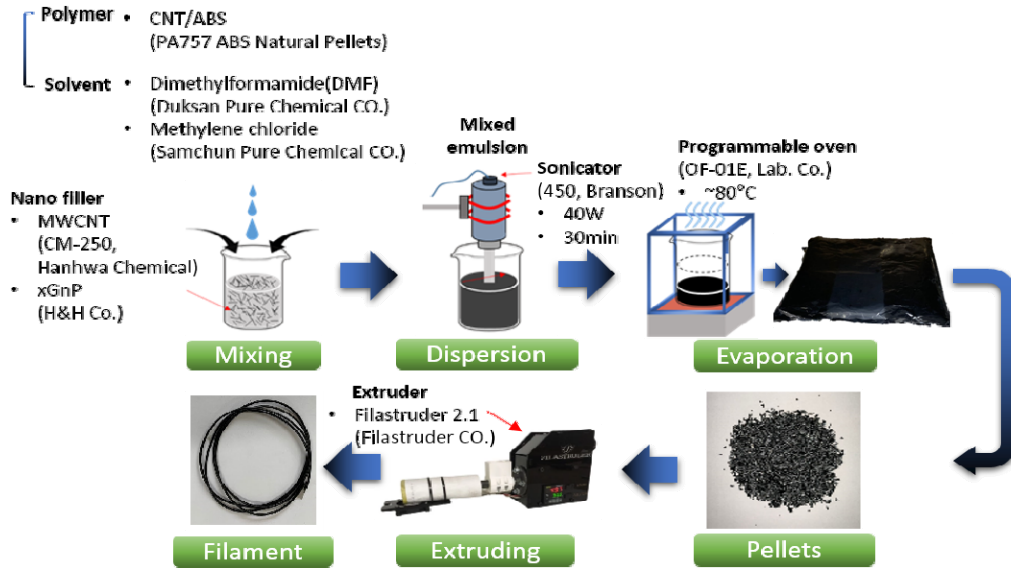 Polymer
• CNT/ABS
(PA757 ABS Natural Pellets)
Solvent
• Dimethylformamide(DMF)
(Duksan Pure Chemical CO.)
• Methylene chloride
(Samchun Pure Chemical CO.)
Nano filler
• MWCNT
(CM-250,
Hanhwa Chemical)
• xGnP
(H&H Co.)
Mixing
Mixed
emulsion
Sonicator
(450, Branson)
• 40W
• 30min
Dispersion
Programmable oven
(OF-01E, Lab. Co.)
• ~80°C
Evaporation
Pellets
Extruder
• Filastruder 2.1
(Filastruder CO.)
Extruding
Filament